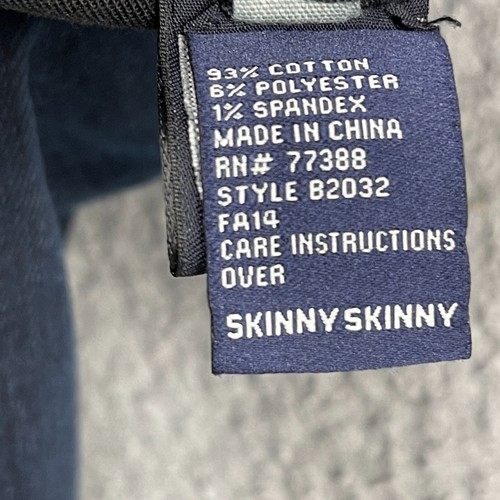 93% COTTON
6% POLYESTER
1% SPANDEX
MADE IN CHINA
RN# 77388
STYLE B2032
FA14
CARE INSTRUCTIONS
OVER
SKINNY SKINNY